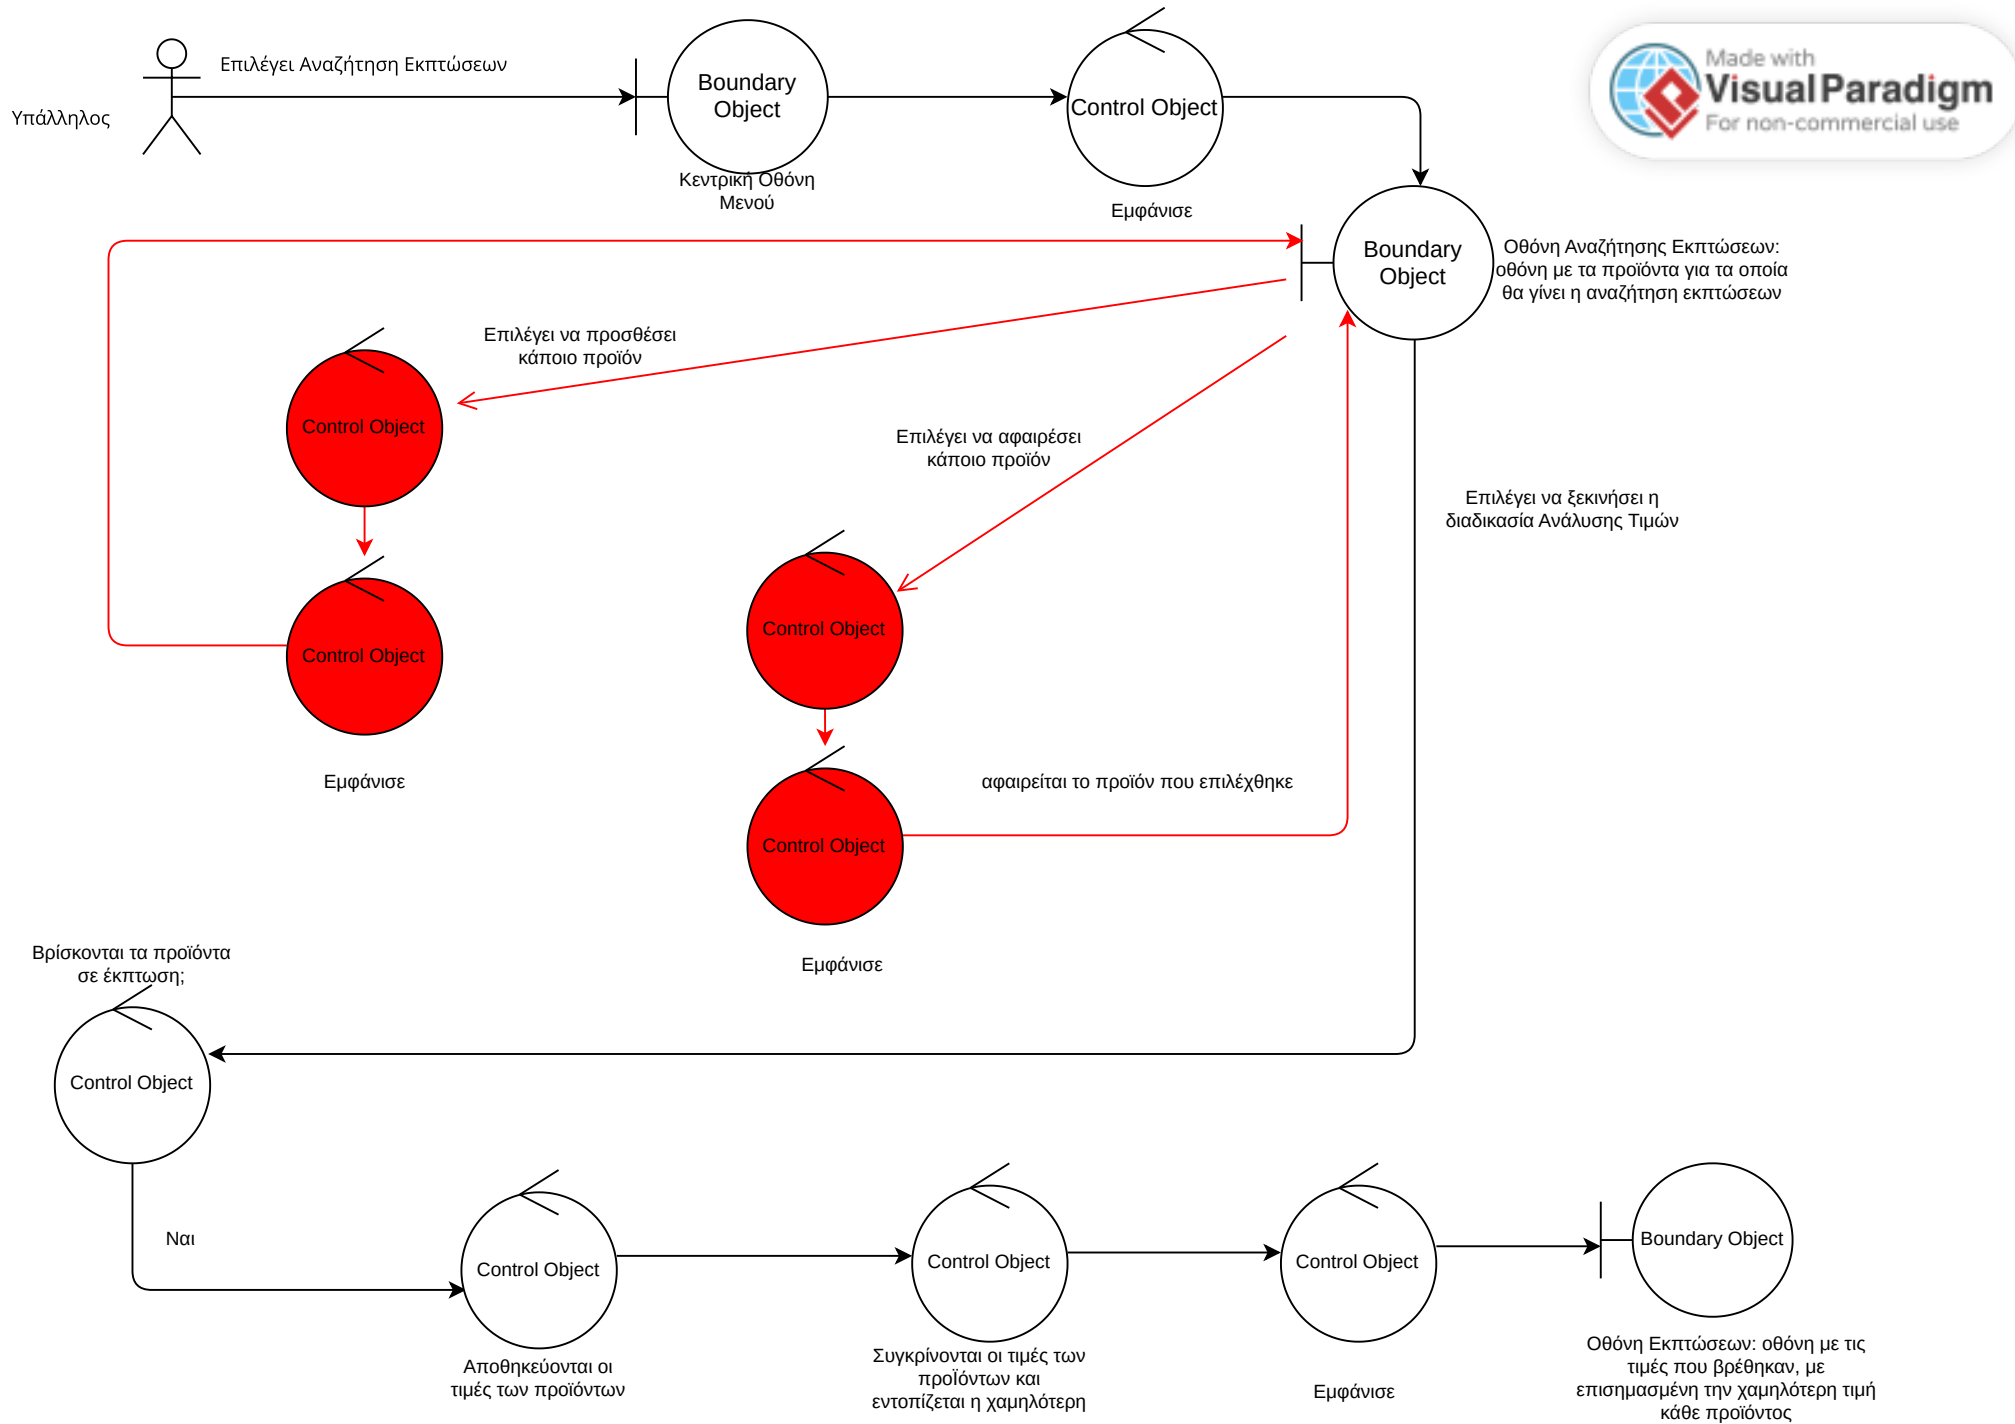 Επιλέγει Αναζήτηση Εκπτώσεων
Υπάλληλος
Boundary
Object
Κεντρική Οθόνη
Μενού
Control Object
Εμφάνισε
Made with
Visual Paradigm
For non-commercial use
Boundary
Object
Οθόνη Αναζήτησης Εκπτώσεων:
οθόνη με τα προϊόντα για τα οποία
θα γίνει η αναζήτηση εκπτώσεων
Επιλέγει να προσθέσει
κάποιο προϊόν
Control Object
Control Object
Εμφάνισε
Επιλέγει να αφαιρέσει
κάποιο προϊόν
Control Object
Control Object
Εμφάνισε
αφαιρείται το προϊόν που επιλέχθηκε
Επιλέγει να ξεκινήσει η
διαδικασία Ανάλυσης Τιμών
Βρίσκονται τα προϊόντα
σε έκπτωση;
Control Object
Ναι
Control Object
Αποθηκεύονται οι
τιμές των προϊόντων
Control Object
Συγκρίνονται οι τιμές των
προΪόντων και
εντοπίζεται η χαμηλότερη
Control Object
Εμφάνισε
Boundary Object
Οθόνη Εκπτώσεων: οθόνη με τις
τιμές που βρέθηκαν, με
επισημασμένη την χαμηλότερη τιμή
κάθε προϊόντος